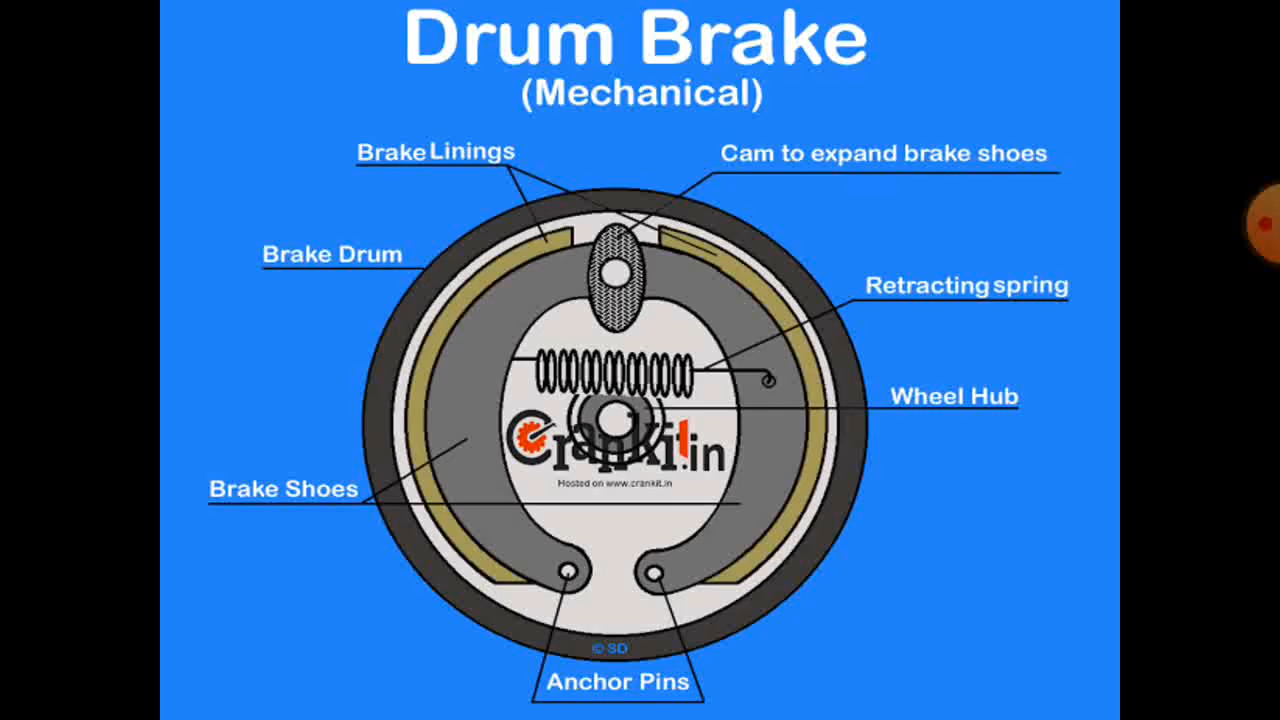 Drum Brake
(Mechanical)
Brake Linings
Cam to expand brake shoes
Brake Drum
Retracting spring
Wheel Hub
Crankit.in
Hosted on www.crankit.in
Brake Shoes
© SD
Anchor Pins